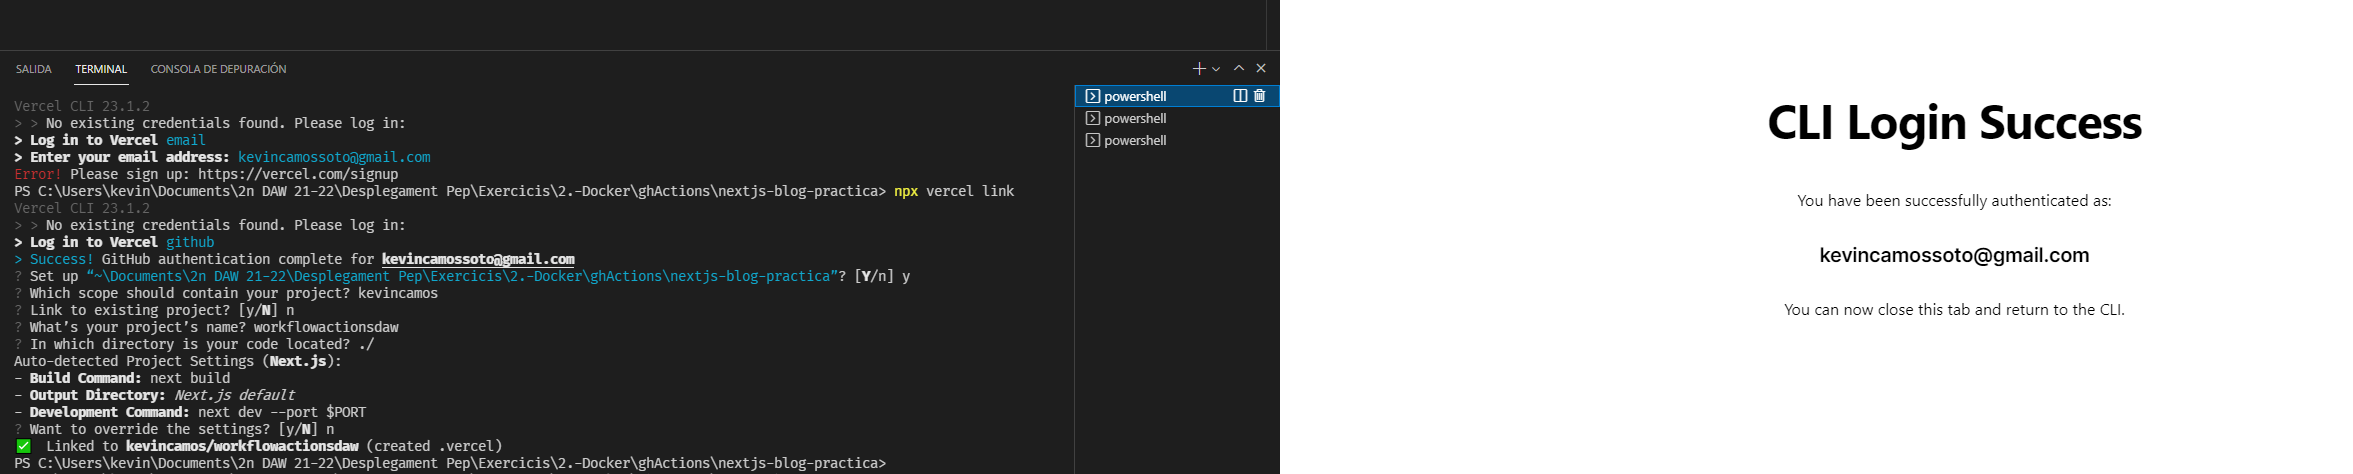 SALIDA TERMINAL CONSOLA DE DEPURACIÓN
Vercel CLI 23.1.2
> > No existing credentials found. Please log in:
> Log in to Vercel email
> Enter your email address: kevincamossoto@gmail.com
Error! Please sign up: https://vercel.com/signup
PS C:\Users\kevin\Documents\2n DAW 21-22\Desplegament Pep\Exercicis\2.-Docker\ghActions\nextjs-blog-practica> npx vercel link
Vercel CLI 23.1.2
> > No existing credentials found. Please log in:
> Log in to Vercel github
> Success! GitHub authentication complete for kevincamossoto@gmail.com
? Set up “~\Documents\2n DAW 21-22\Desplegament Pep\Exercicis\2.-Docker\ghActions\nextjs-blog-practica”? [Y/n] y
? Which scope should contain your project? kevincamos
? Link to existing project? [y/N] n
? What’s your project’s name? workflowactionsdaw
? In which directory is your code located? ./
Auto-detected Project Settings (Next.js):
- Build Command: next build
- Output Directory: Next.js default
- Development Command: next dev --port $PORT
? Want to override the settings? [y/N] n
✅ Linked to kevincamos/workflowactionsdaw (created .vercel)
PS C:\Users\kevin\Documents\2n DAW 21-22\Desplegament Pep\Exercicis\2.-Docker\ghActions\nextjs-blog-practica>
powershell
powershell
powershell
CLI Login Success
You have been successfully authenticated as:
kevincamossoto@gmail.com
You can now close this tab and return to the CLI.